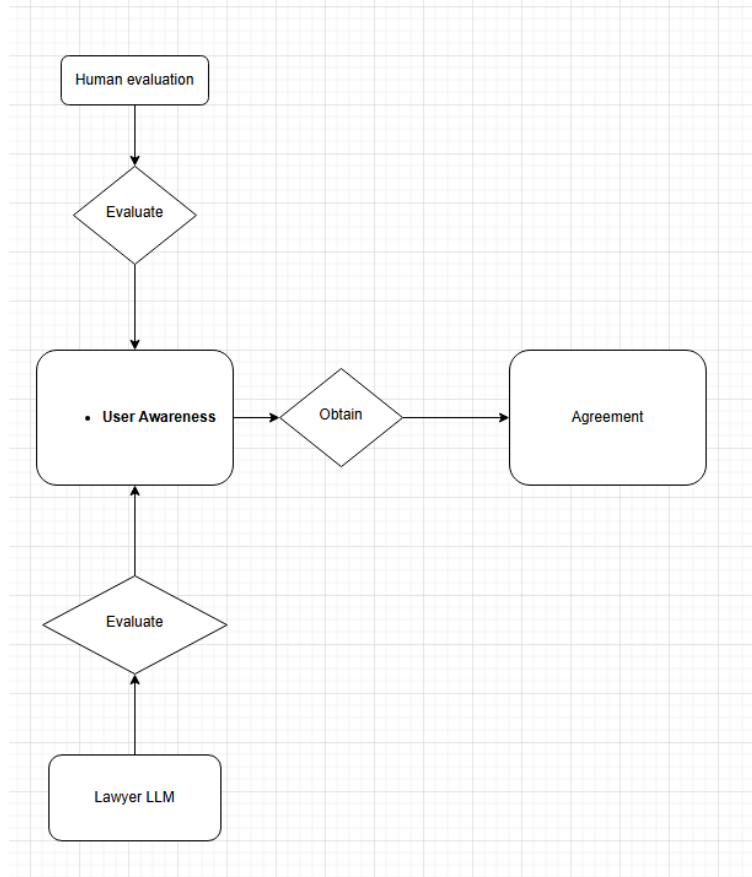 Human evaluation
Evaluate
• User Awareness
Obtain
Agreement
Evaluate
Lawyer LLM